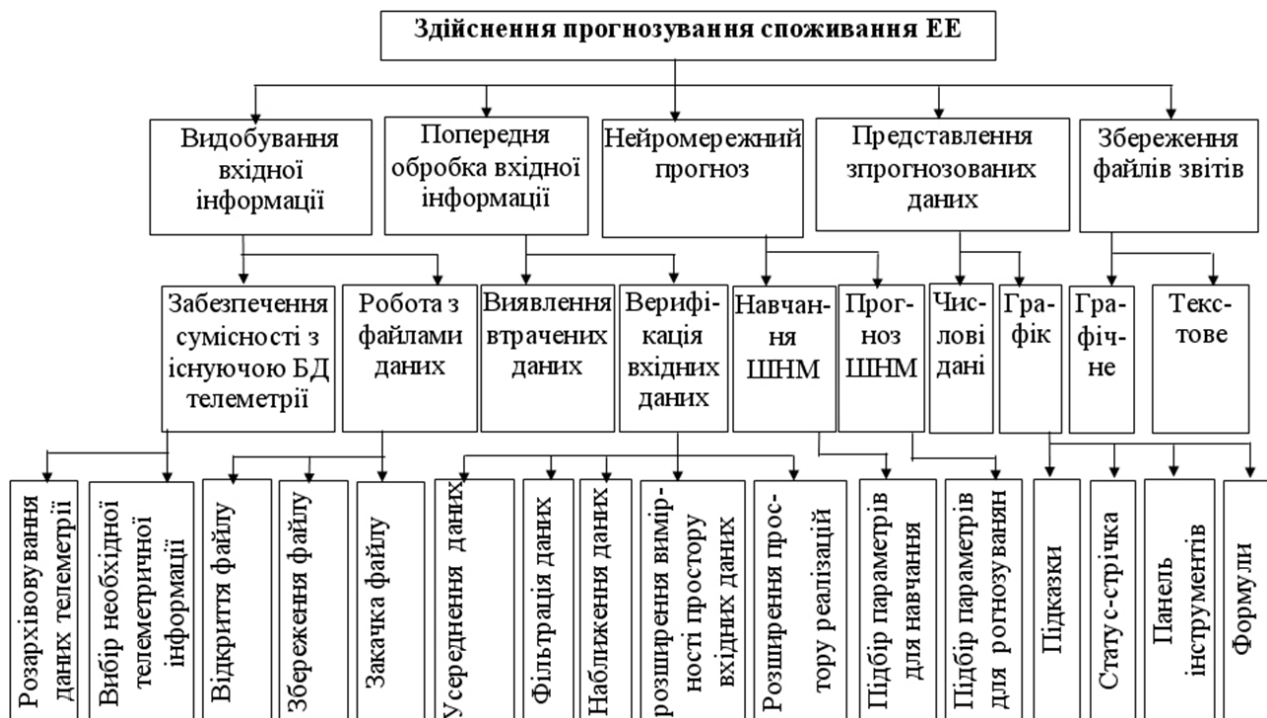 Здійснення прогнозування споживання ЕЕ
Видобування
вхідної
інформації
Попередня
обробка вхідної
інформації
Нейромережний
прогноз
Представлення
зпрогнозованих
даних
Збереження
файлів звітів
Забезпечення
сумісності з
існуючою БД
телеметрії
Робота з
файлами
даних
Виявлення
втрачених
даних
Верифі-
кація
вхідних
даних
Навчан-
ня
ШНМ
Прог-
ноз
ШНМ
Чис-
лові
дані
Гра-
фік
Гра-
фіч-
не
Текс-
тове
Розархівовування
даних телеметрії
Вибір необхідної
телеметричної
інформації
Відкриття файлу
Збереження файлу
Закачка файлу
Усереднення даних
Фільтрація даних
Наближення даних
розширення вимір-
ності простору
вхідних даних
Розширення прос-
тору реалізацій
Підбір параметрів
для навчання
Підбір параметрів
для рогнозуванян
Підказки
Статус-стрічка
Панель
інструментів
Формули